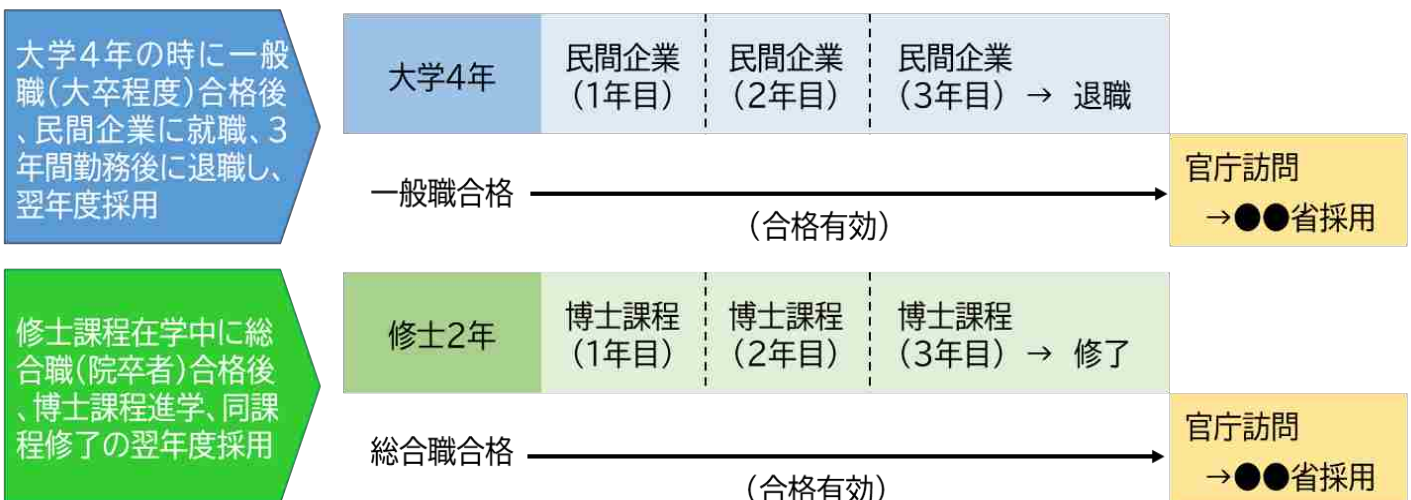 大学4年の時に一般
職(大卒程度)合格後
、民間企業に就職、3
年間勤務後に退職し、
翌年度採用
大学4年
民間企業
(1年目)
民間企業
(2年目)
民間企業
(3年目) → 退職
一般職合格
(合格有効)
官庁訪問
→●●省採用
修士課程在学中に総
合職(院卒者)合格後
、博士課程進学、同課
程修了の翌年度採用
修士2年
博士課程
(1年目)
博士課程
(2年目)
博士課程
(3年目) → 修了
総合職合格
(合格有効)
官庁訪問
→●●省採用